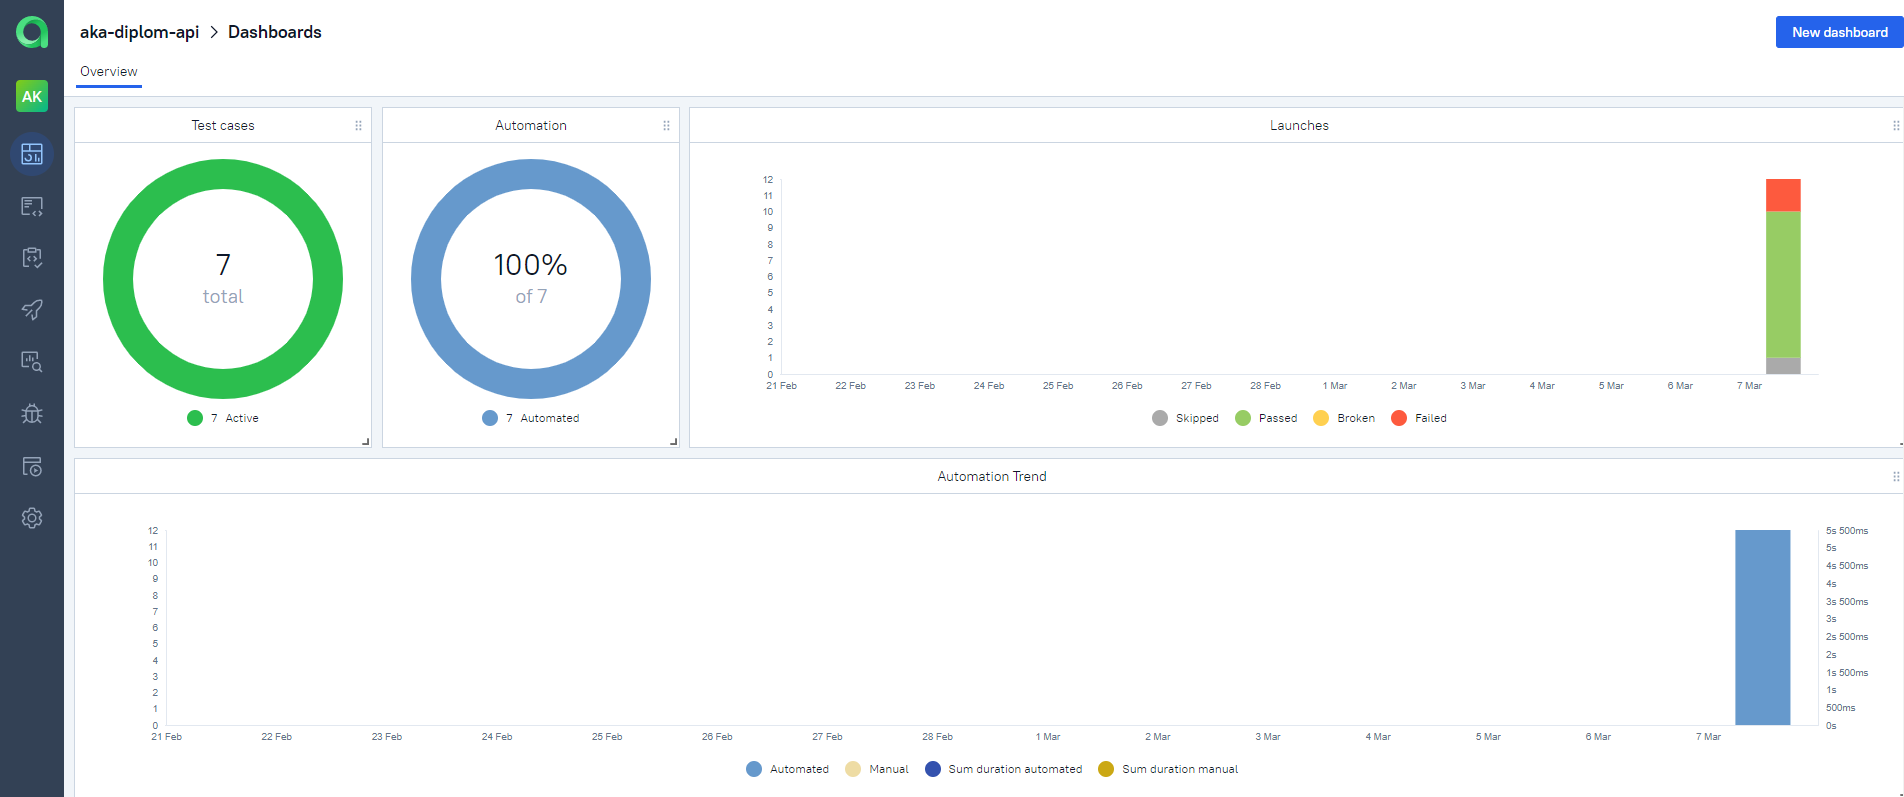 aka-diplom-api > Dashboards
New dashboard
Overview
AK
Test cases
7
total
7 Active
Automation
100%
of 7
7 Automated
Launches
12
11
10
9
8
7
6
5
4
3
2
1
0
21 Feb 22 Feb 23 Feb 24 Feb 25 Feb 26 Feb 27 Feb 28 Feb 1 Mar 2 Mar 3 Mar 4 Mar 5 Mar 6 Mar 7 Mar
Skipped Passed Broken Failed
Automation Trend
12
11
10
9
8
7
6
5
4
3
2
1
0
5s 500ms
5s
4s 500ms
4s
3s 500ms
3s
2s 500ms
2s
1s 500ms
1s
500ms
0s
21 Feb 22 Feb 23 Feb 24 Feb 25 Feb 26 Feb 27 Feb 28 Feb 1 Mar 2 Mar 3 Mar 4 Mar 5 Mar 6 Mar 7 Mar
Automated Manual Sum duration automated Sum duration manual